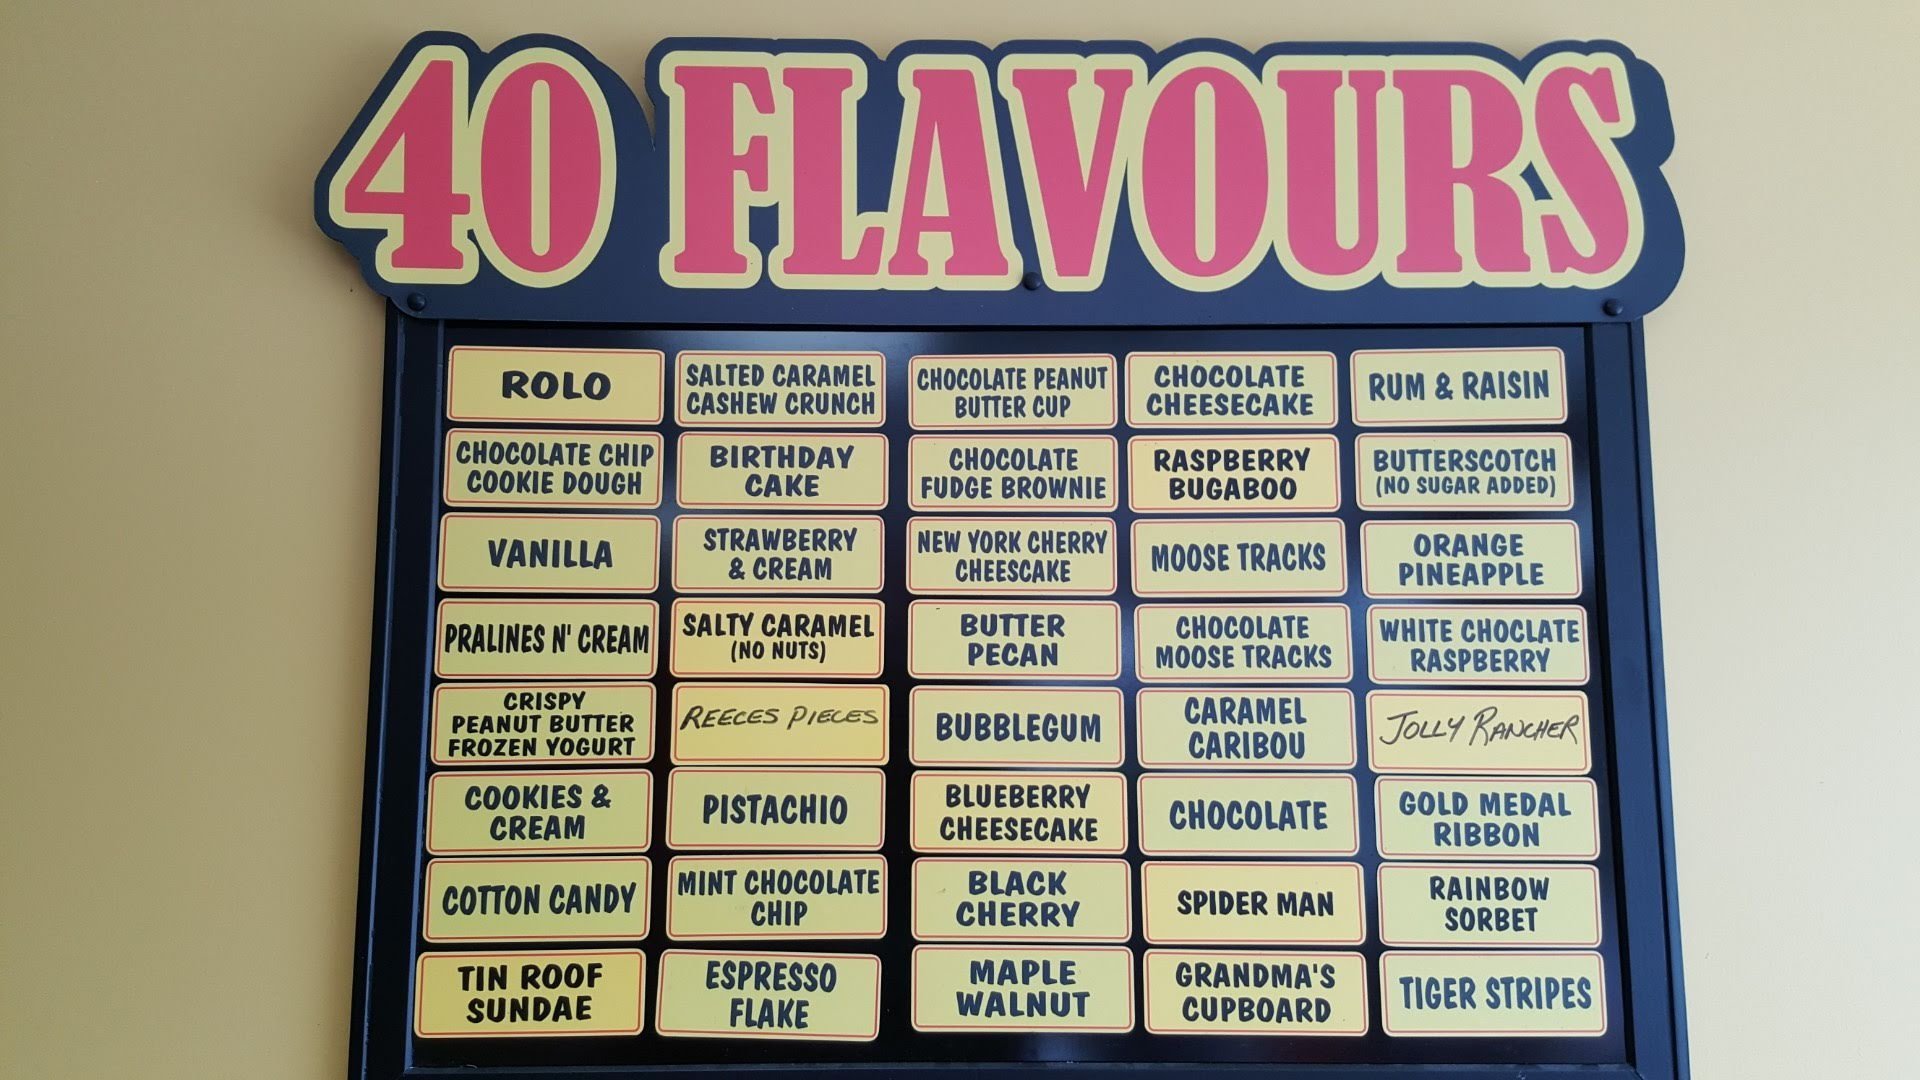 40 FLAVOURS
ROLO
SALTED CARAMEL
CASHEW CRUNCH
CHOCOLATE PEANUT
BUTTER CUP
CHOCOLATE
CHEESECAKE
RUM & RAISIN
CHOCOLATE CHIP
COOKIE DOUGH
BIRTHDAY
CAKE
CHOCOLATE
FUDGE BROWNIE
RASPBERRY
BUGABOO
BUTTERSCOTCH
(NO SUGAR ADDED)
VANILLA
STRAWBERRY
& CREAM
NEW YORK CHERRY
CHEESCAKE
MOOSE TRACKS
ORANGE
PINEAPPLE
PRALINES N' CREAM
SALTY CARAMEL
(NO NUTS)
BUTTER
PECAN
CHOCOLATE
MOOSE TRACKS
WHITE CHOCLATE
RASPBERRY
CRISPY
PEANUT BUTTER
FROZEN YOGURT
REECES PIECES
BUBBLEGUM
CARAMEL
CARIBOU
JOLLY RANCHER
COOKIES &
CREAM
PISTACHIO
BLUEBERRY
CHEESECAKE
CHOCOLATE
GOLD MEDAL
RIBBON
COTTON CANDY
MINT CHOCOLATE
CHIP
BLACK
CHERRY
SPIDER MAN
RAINBOW
SORBET
TIN ROOF
SUNDAE
ESPRESSO
FLAKE
MAPLE
WALNUT
GRANDMA'S
CUPBOARD
TIGER STRIPES